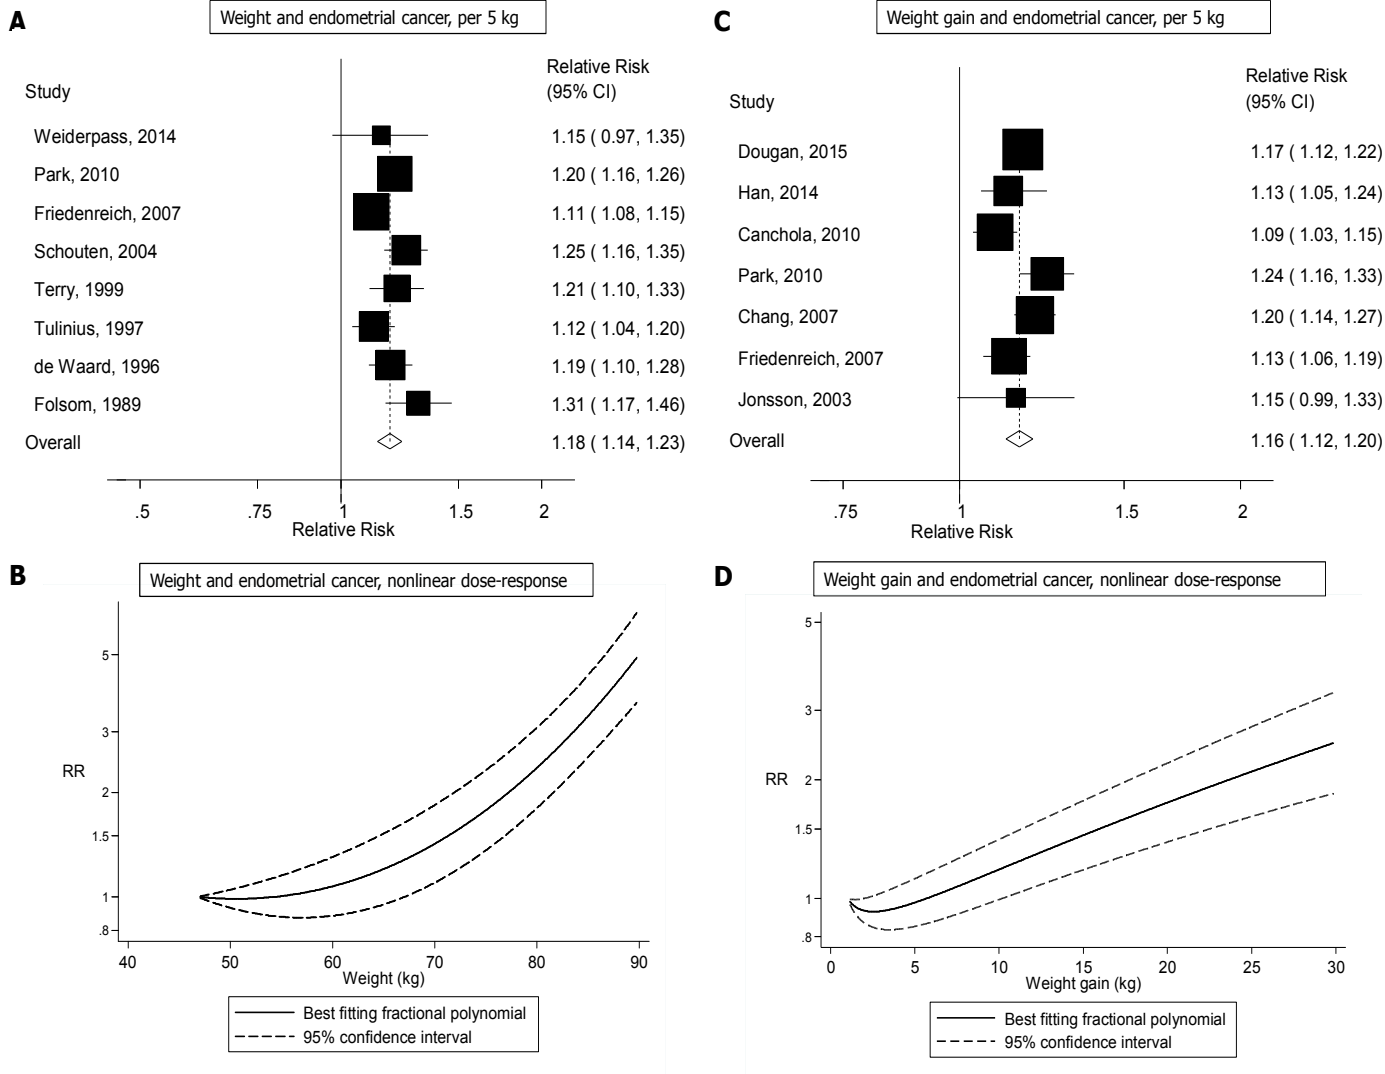 A
Weight and endometrial cancer, per 5 kg
Relative Risk
Study
(95% CI)
Weiderpass, 2014 1.15 ( 0.97, 1.35)
Park, 2010 1.20 ( 1.16, 1.26)
Friedenreich, 2007 1.11 ( 1.08, 1.15)
Schouten, 2004 1.25 ( 1.16, 1.35)
Terry, 1999 1.21 ( 1.10, 1.33)
Tulinius, 1997 1.12 ( 1.04, 1.20)
de Waard, 1996 1.19 ( 1.10, 1.28)
Folsom, 1989 1.31 ( 1.17, 1.46)
Overall 1.18 ( 1.14, 1.23)
.5 .75 1 1.5 2
Relative Risk
C
Weight gain and endometrial cancer, per 5 kg
Relative Risk
Study
(95% CI)
Dougan, 2015 1.17 ( 1.12, 1.22)
Han, 2014 1.13 ( 1.05, 1.24)
Canchola, 2010 1.09 ( 1.03, 1.15)
Park, 2010 1.24 ( 1.16, 1.33)
Chang, 2007 1.20 ( 1.14, 1.27)
Friedenreich, 2007 1.13 ( 1.06, 1.19)
Jonsson, 2003 1.15 ( 0.99, 1.33)
Overall 1.16 ( 1.12, 1.20)
.75 1 1.5 2
Relative Risk
B
Weight and endometrial cancer, nonlinear dose-response
5
3
RR
2
1.5
1
.8
40 50 60 70 80 90
Weight (kg)
Best fitting fractional polynomial
95% confidence interval
D
Weight gain and endometrial cancer, nonlinear dose-response
5
3
RR
2
1.5
1
.8
0 5 10 15 20 25 30
Weight gain (kg)
Best fitting fractional polynomial
95% confidence interval